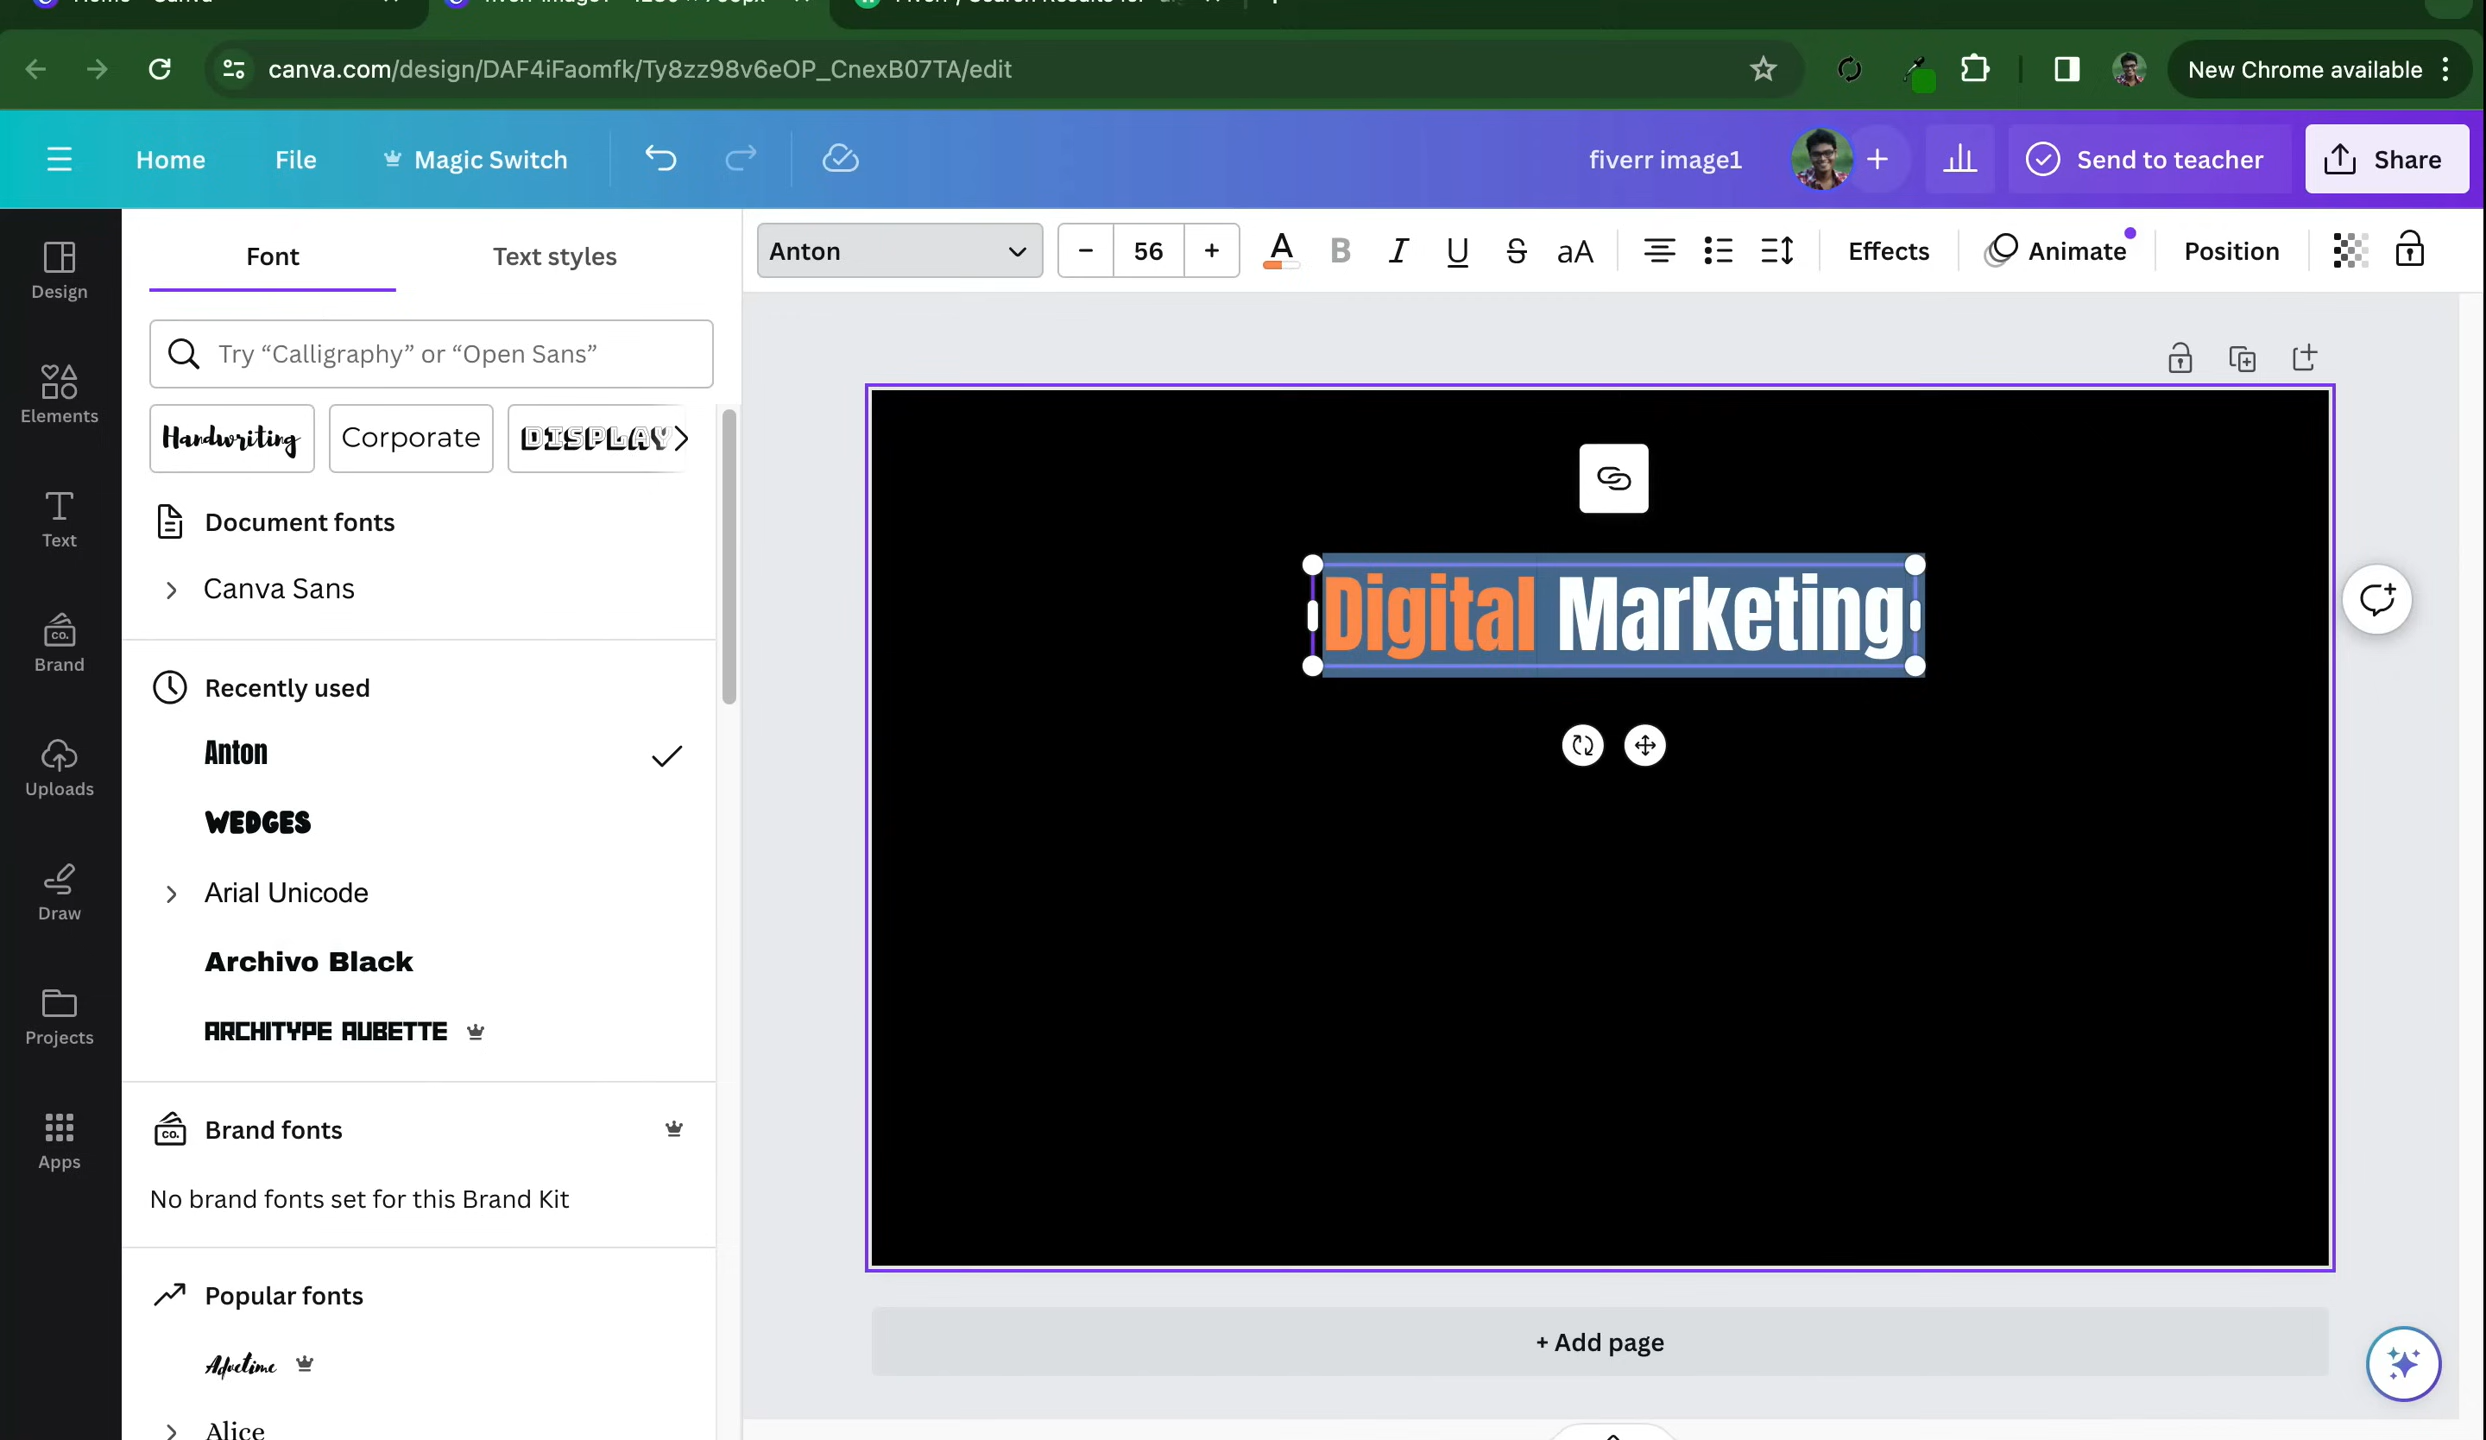 canva.com/design/DAF4iFaomfk/Ty8zz98v6eOP_CnexB07TA/edit
New Chrome available
Home
File
Magic Switch
fiverr image1
Send to teacher
Share
Font
Text styles
Anton
56
A
B
I
U
S
aA
Effects
Animate
Position
Design
Elements
Text
Brand
Uploads
Draw
Projects
Apps
Try “Calligraphy” or “Open Sans”
Handwriting
Corporate
DISPLAY
Document fonts
Canva Sans
Recently used
Anton
WEDGES
Arial Unicode
Archivo Black
ARCHITYPE AUBETTE
CO.
Brand fonts
No brand fonts set for this Brand Kit
Popular fonts
Advetime
Alice
Digital Marketing
+ Add page